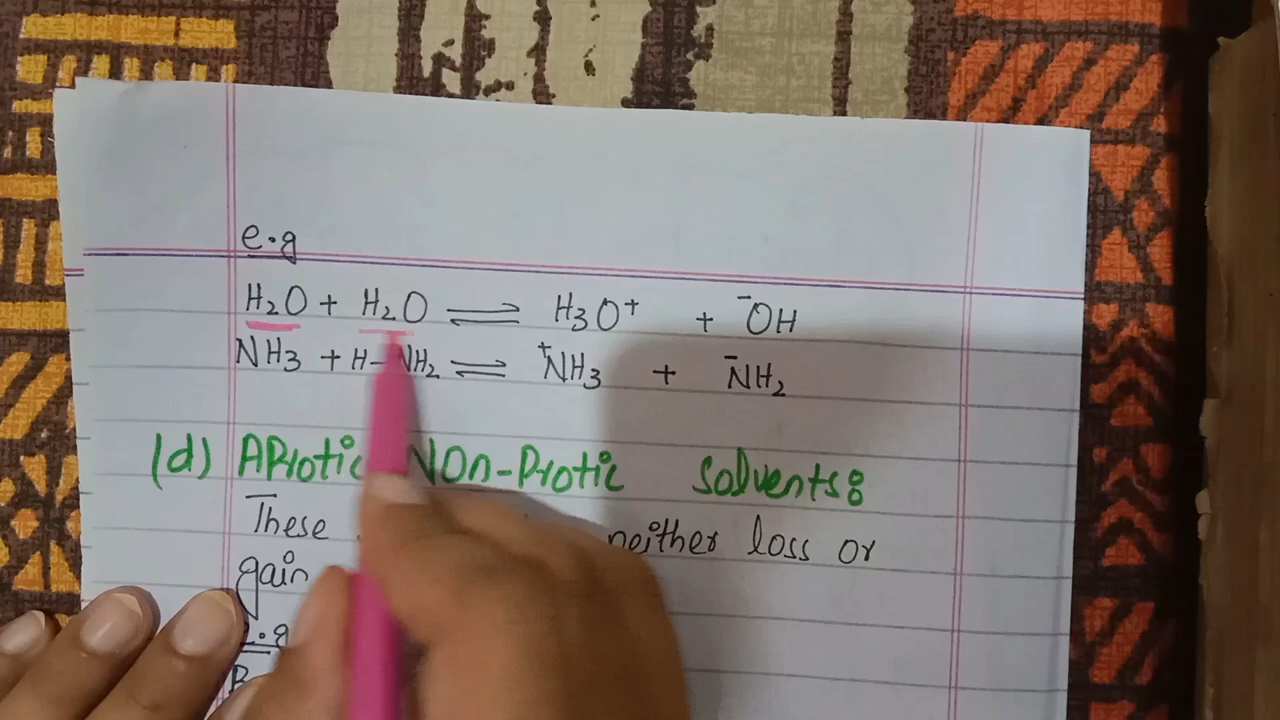 e.g
H₂O + H₂O ⇌ H₃O⁺ + ⁻OH
NH₃ + H-NH₂ ⇌ ⁺NH₃ + ⁻NH₂
(d) AProtic NOn-Protic Solvents:
These neither loss or
gain
e.g